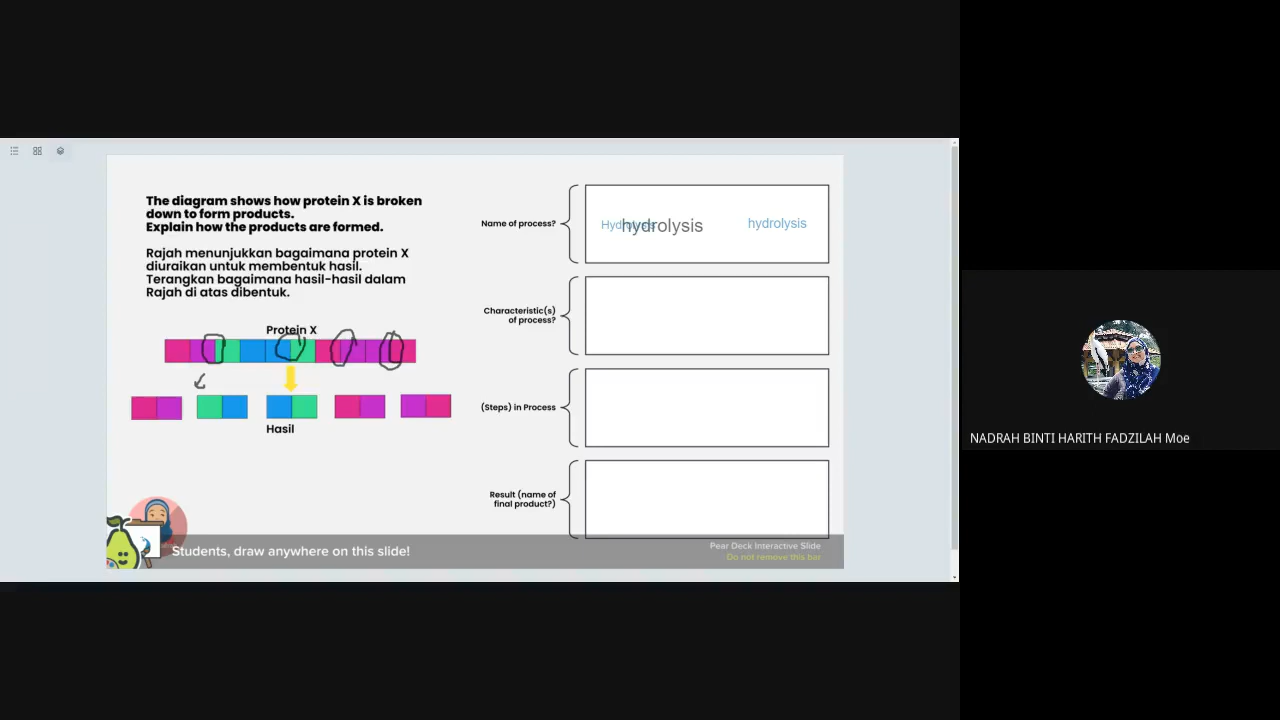 The diagram shows how protein X is broken
down to form products.
Explain how the products are formed.
Rajah menunjukkan bagaimana protein X
diuraikan untuk membentuk hasil.
Terangkan bagaimana hasil-hasil dalam
Rajah di atas dibentuk.
Protein X
Hasil
Name of process?
Hydrolysis hydrolysis hydrolysis
Characteristic(s)
of process?
(Steps) in Process
Result (name of
final product?)
Students, draw anywhere on this slide!
Pear Deck Interactive Slide
Do not remove this bar
NADRAH BINTI HARITH FADZILAH Moe